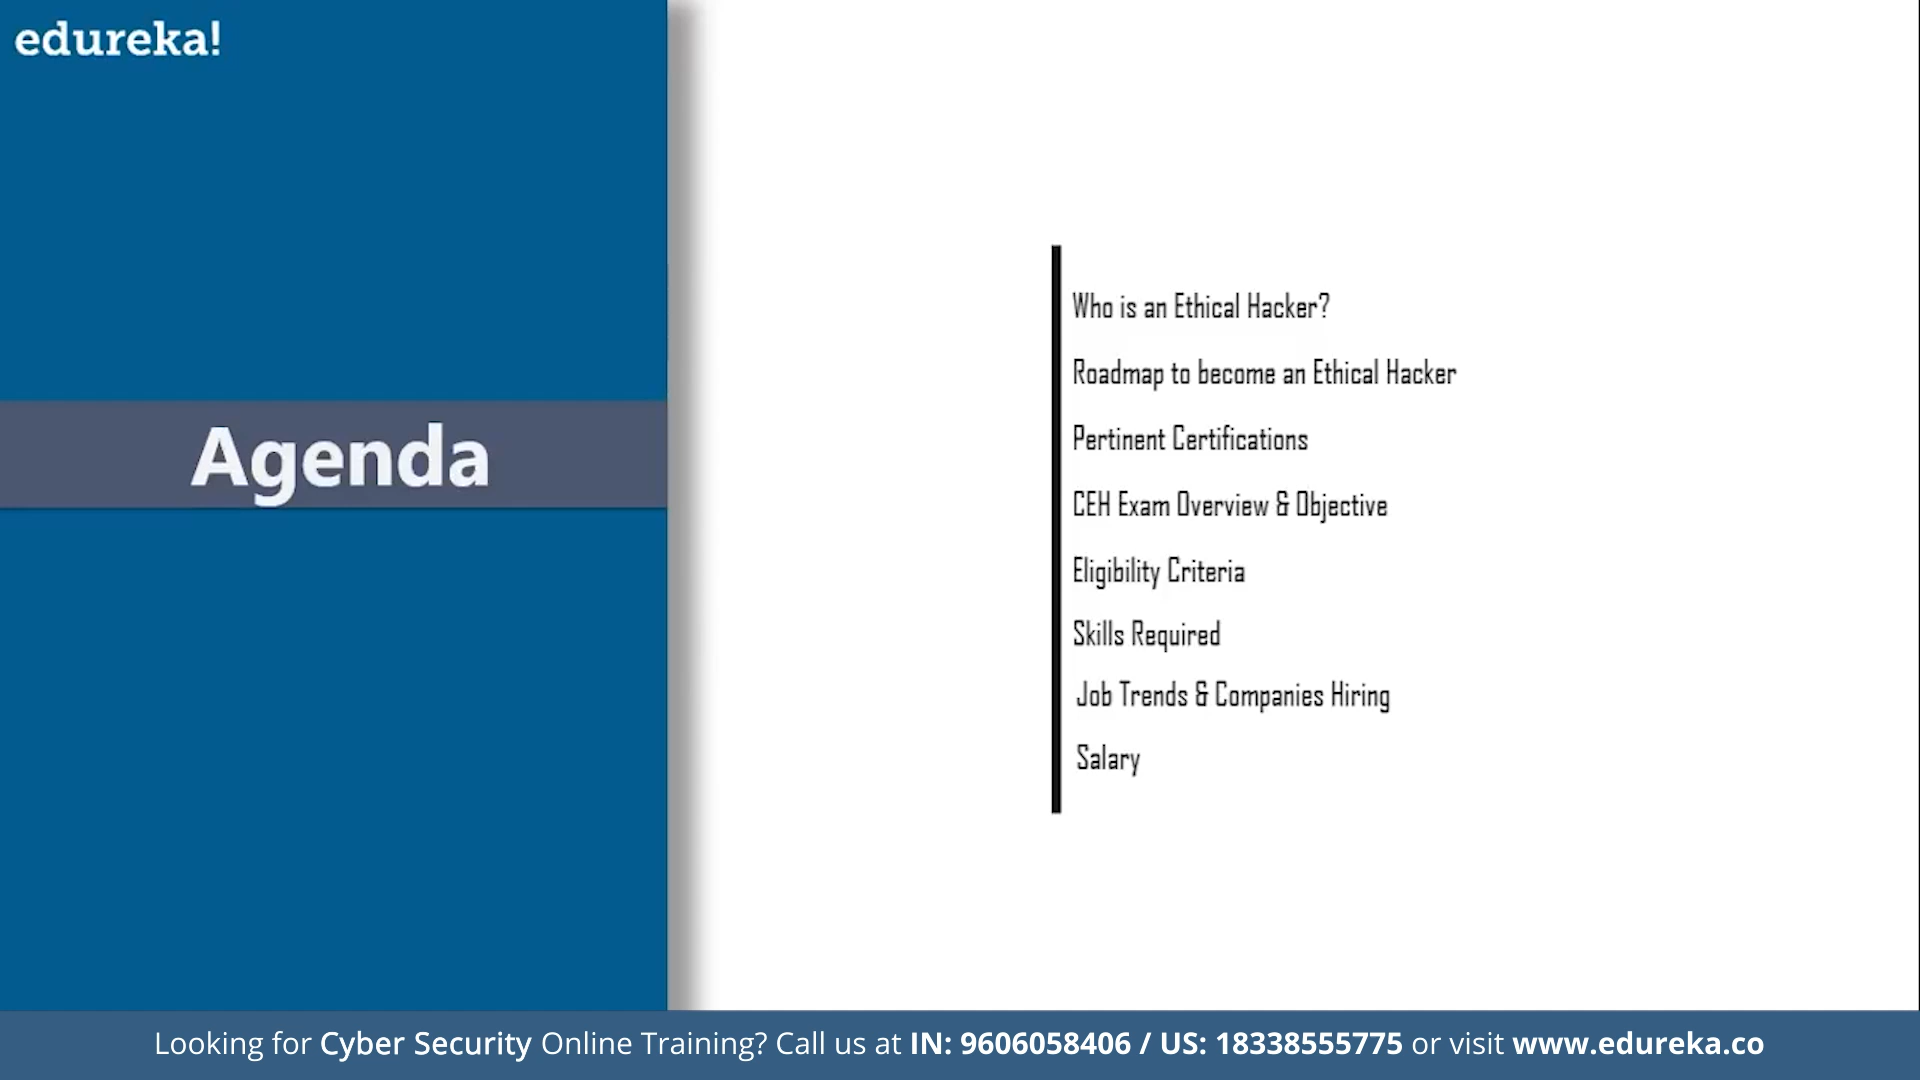 edureka!
Agenda
Who is an Ethical Hacker?
Roadmap to become an Ethical Hacker
Pertinent Certifications
CEH Exam Overview & Objective
Eligibility Criteria
Skills Required
Job Trends & Companies Hiring
Salary
Looking for Cyber Security Online Training? Call us at IN: 9606058406 / US: 18338555775 or visit www.edureka.co